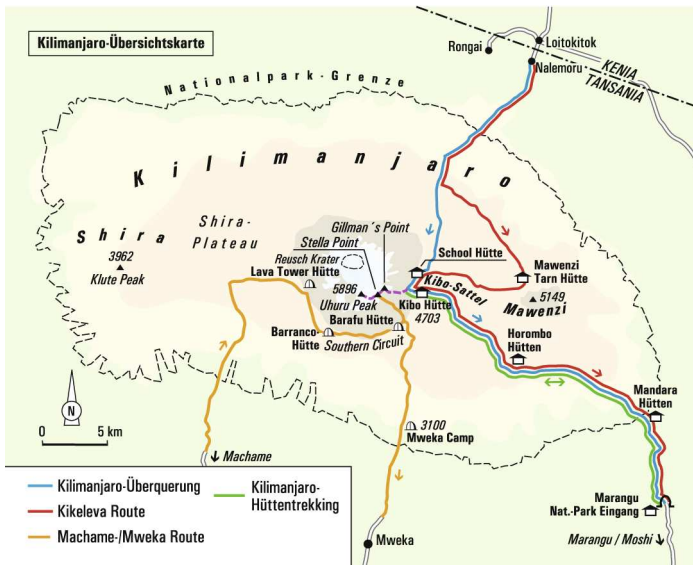 Kilimanjaro-Übersichtskarte
Rongai
Loitokitok
Nalemoru
KENIA
TANSANIA
Nationalpark-Grenze
Kilimanjaro
Shira
Shira-
Plateau
3962
Klute Peak
Gillman´s Point
Stella Point
Reusch Krater
Lava Tower Hütte
5896
Uhuru Peak
School Hütte
Kibo-Sattel
Kibo Hütte
4703
Mawenzi
Tarn Hütte
5149
Mawenzi
Barafu Hütte
Barranco-
Hütte
Southern Circuit
Horombo
Hütten
Mandara
Hütten
3100
Mweka Camp
N
0 5 km
Machame
Marangu
Nat.-Park Eingang
Marangu / Moshi
Mweka
Kilimanjaro-Überquerung
Kikeleva Route
Machame-/Mweka Route
Kilimanjaro-
Hüttentrekking